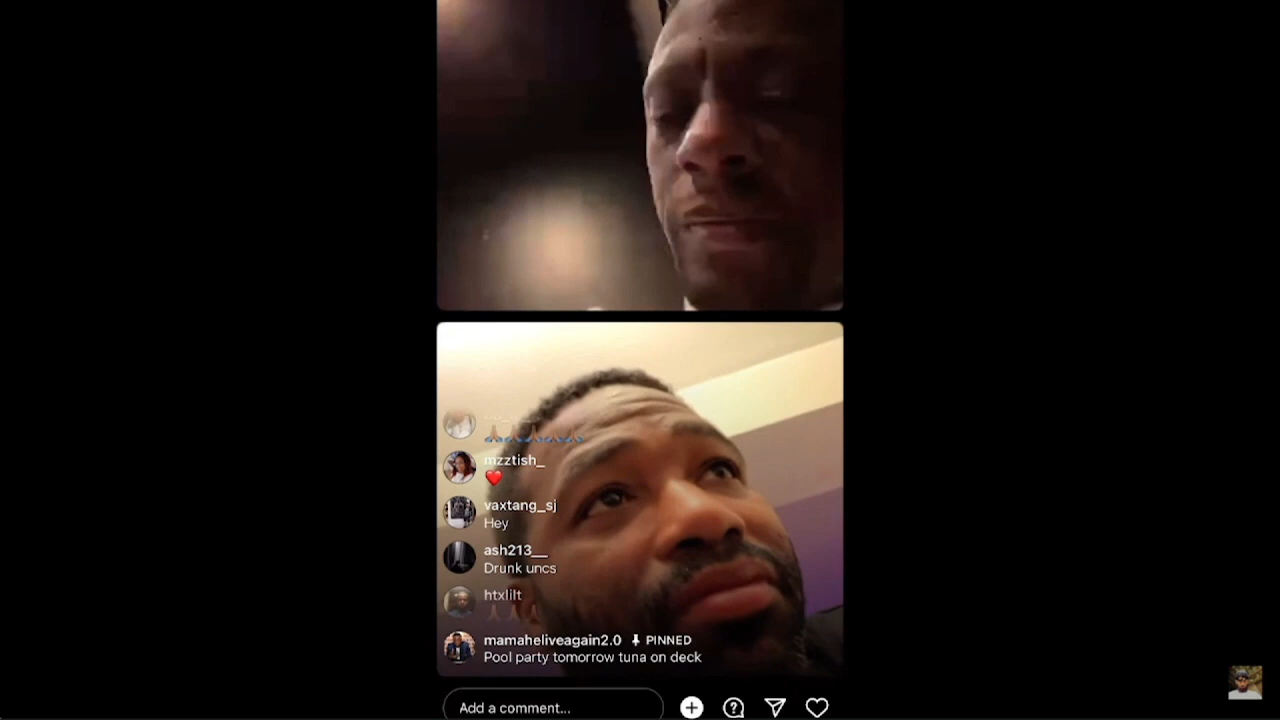 mzztish_
❤️
vaxtang_sj
Hey
ash213__
Drunk uncs
htxlilt
mamaheliveagain2.0 PINNED
Pool party tomorrow tuna on deck
Add a comment...